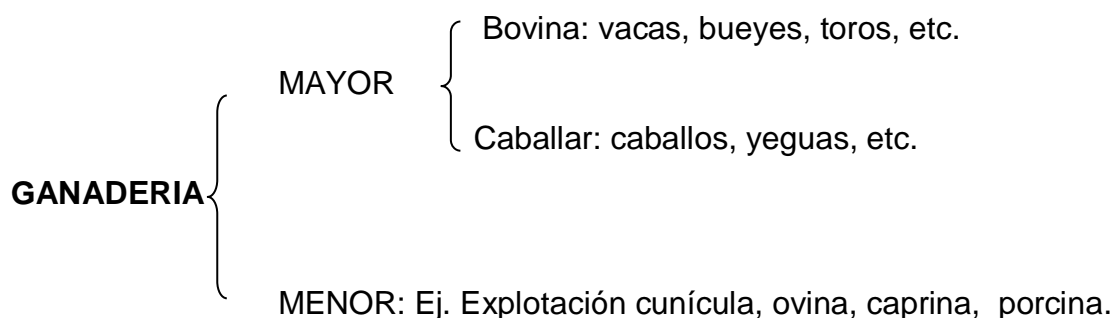 Bovina: vacas, bueyes, toros, etc.
MAYOR
Caballar: caballos, yeguas, etc.
GANADERIA
MENOR: Ej. Explotación cunícula, ovina, caprina, porcina.